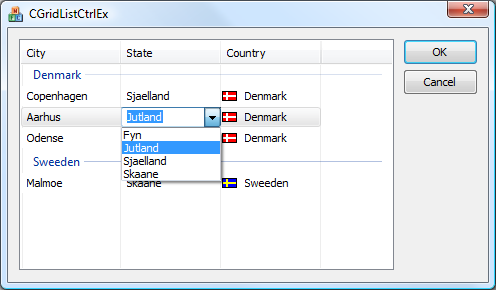 CGridListCtrlEx
City State Country
OK
Denmark
Cancel
Copenhagen Sjaelland Denmark
Aarhus Jutland Denmark
Odense Denmark
Fyn
Jutland
Sjaelland
Skaane
Sweeden
Malmoe Skaane Sweden